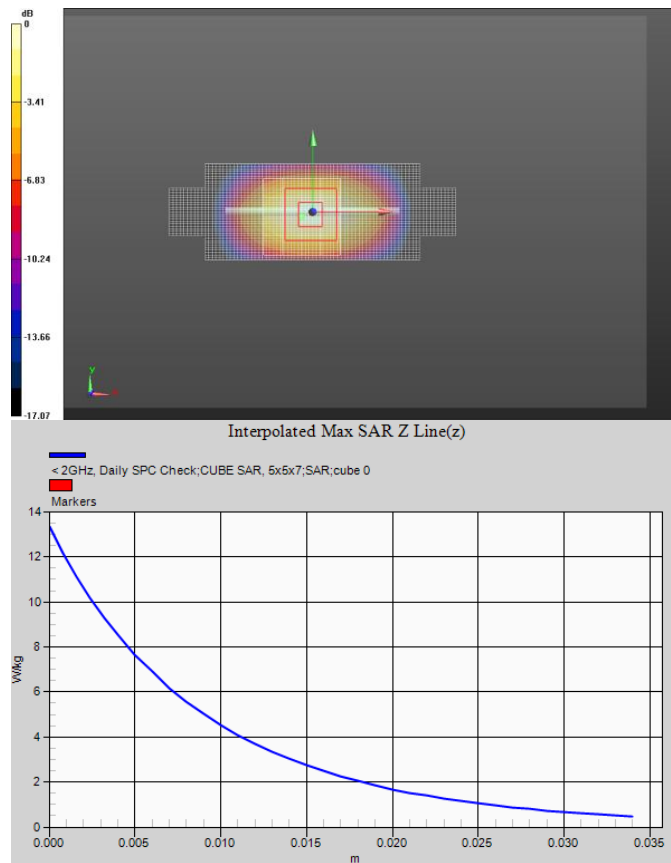 dB
0
-3.41
-6.83
-10.24
-13.66
-17.07
Y
Interpolated Max SAR Z Line(z)
< 2GHz, Daily SPC Check;CUBE SAR, 5x5x7;SAR;cube 0
Markers
14
12
10
8
6
4
2
0
W/kg
0.000 0.005 0.010 0.015 0.020 0.025 0.030 0.035
m